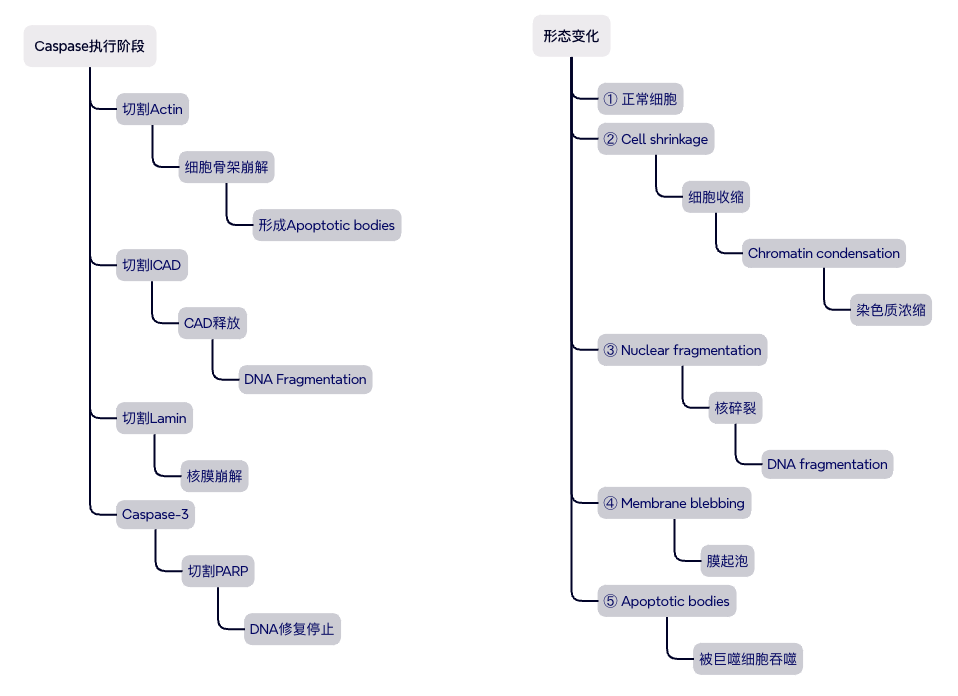 Caspase执行阶段
切割Actin
细胞骨架崩解
形成Apoptotic bodies
切割ICAD
CAD释放
DNA Fragmentation
切割Lamin
核膜崩解
Caspase-3
切割PARP
DNA修复停止
形态变化
① 正常细胞
② Cell shrinkage
细胞收缩
Chromatin condensation
染色质浓缩
③ Nuclear fragmentation
核碎裂
DNA fragmentation
④ Membrane blebbing
膜起泡
⑤ Apoptotic bodies
被巨噬细胞吞噬